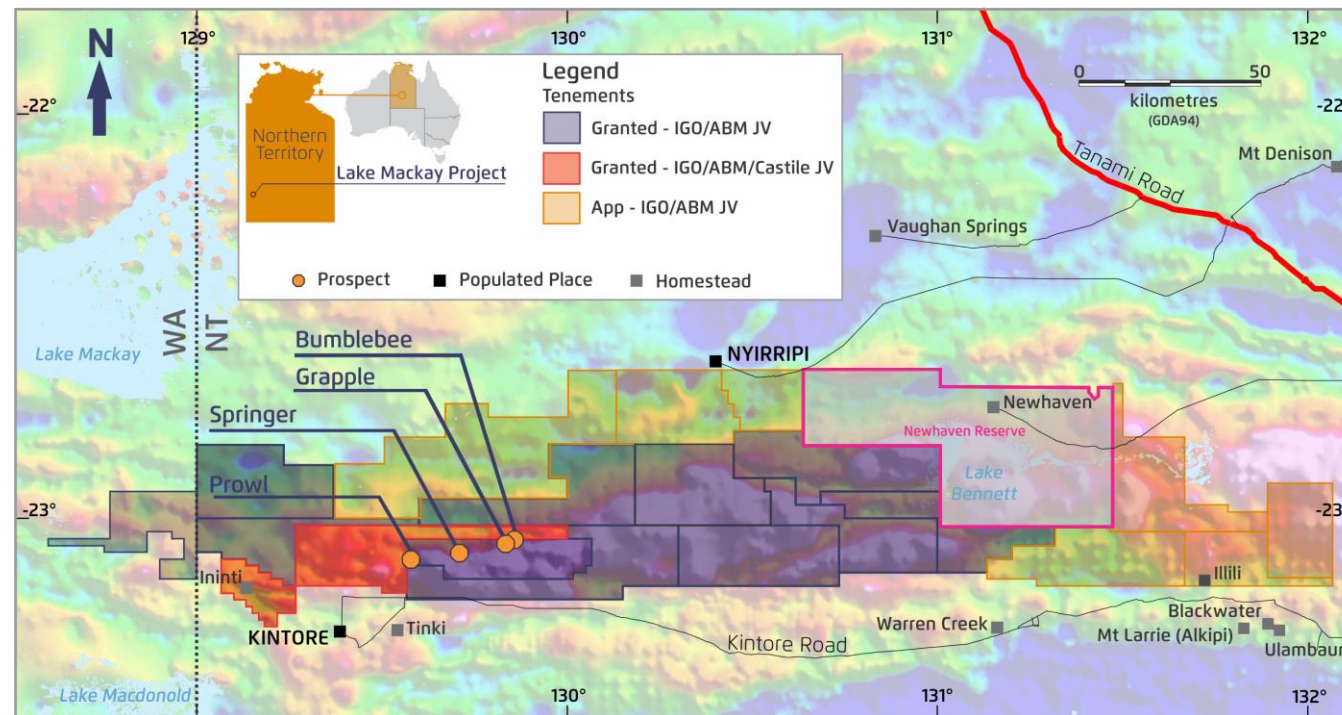 129°
130°
131°
132°
N
-22°
-22°
Legend
Tenements
Granted - IGO/ABM JV
Granted - IGO/ABM/Castile JV
App - IGO/ABM JV
Northern
Territory
Lake Mackay Project
Prospect
Populated Place
Homestead
0
50
kilometres
(GDA94)
Tanami Road
Mt Denison
Vaughan Springs
WA
NT
Lake Mackay
Bumblebee
Grapple
Springer
Prowl
NYIRRIPI
Newhaven
Newhaven Reserve
Lake
Bennett
-23°
-23°
Ininti
Illili
KINTORE
Tinki
Kintore Road
Warren Creek
Blackwater
Mt Larrie (Alkipi)
Ulambaur
Lake Macdonold
130°
131°
132°